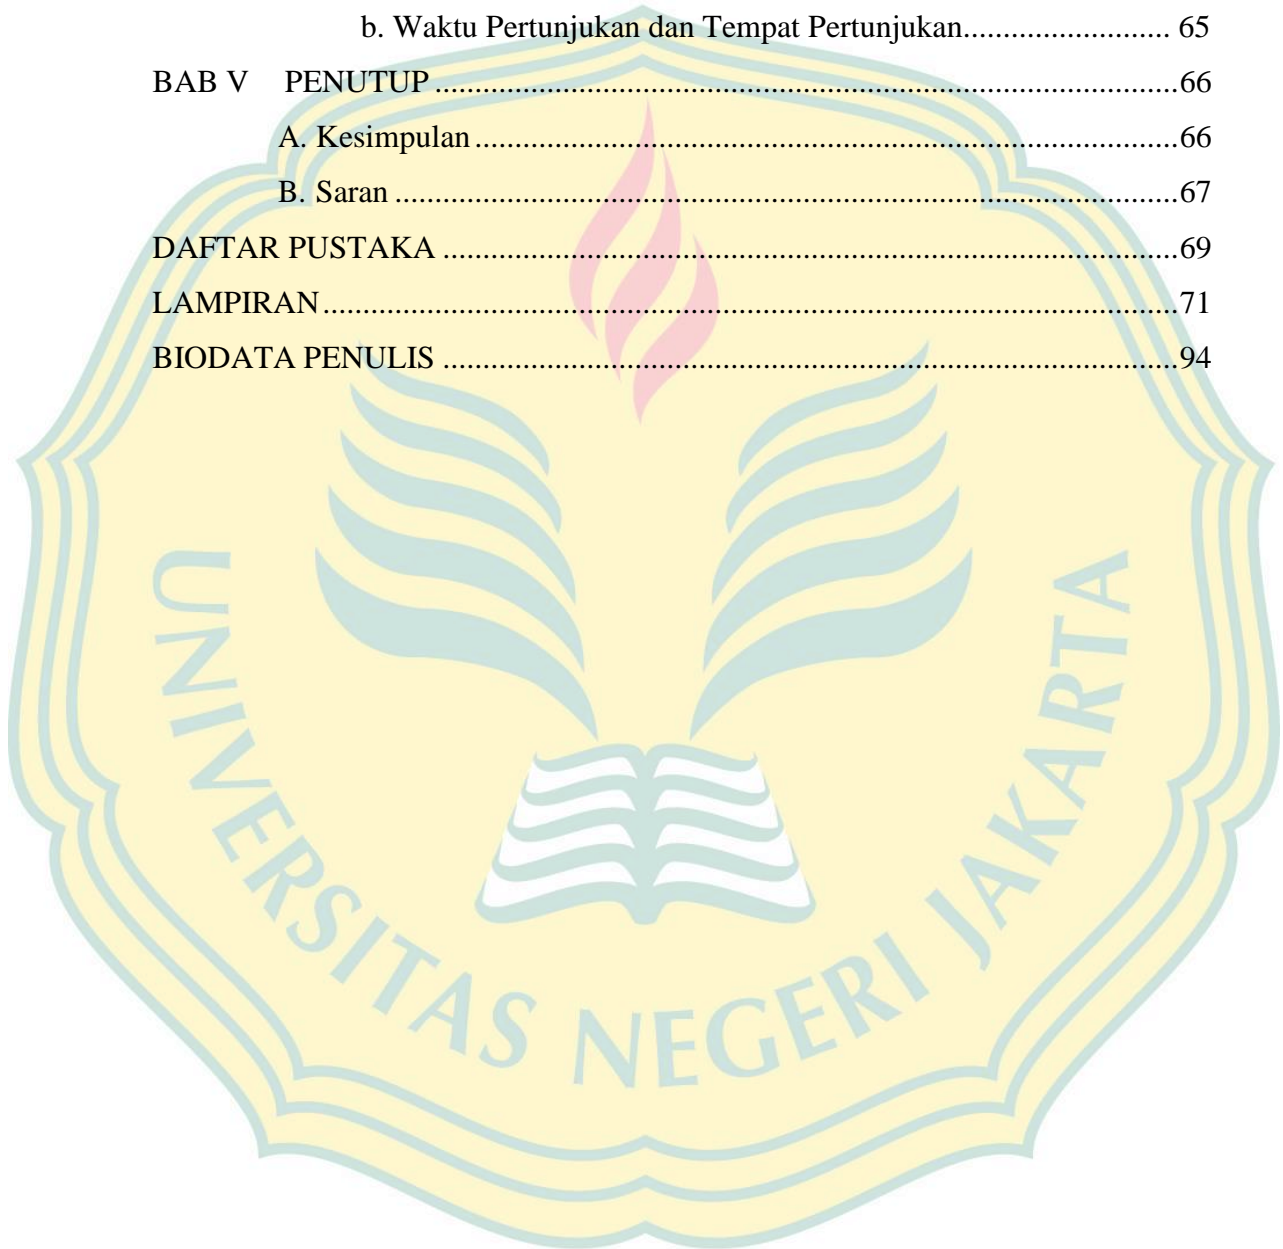 b. Waktu Pertunjukan dan Tempat Pertunjukan.......................... 65
BAB V PENUTUP ............................................................................................. 66
A. Kesimpulan ........................................................................................ 66
B. Saran .................................................................................................. 67
DAFTAR PUSTAKA ............................................................................................ 69
LAMPIRAN........................................................................................................... 71
BIODATA PENULIS ............................................................................................ 94
UNIVERSITAS NEGERI JAKARTA